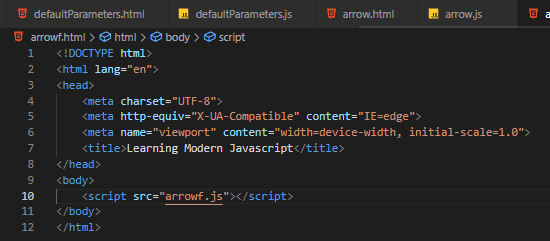 defaultParameters.html JS defaultParameters.js arrow.html JS arrow.js
arrowf.html > html > body > script
1 <!DOCTYPE html>
2 <html lang="en">
3 <head>
4 <meta charset="UTF-8">
5 <meta http-equiv="X-UA-Compatible" content="IE=edge">
6 <meta name="viewport" content="width=device-width, initial-scale=1.0">
7 <title>Learning Modern Javascript</title>
8 </head>
9 <body>
10 <script src="arrowf.js"></script>
11 </body>
12 </html>